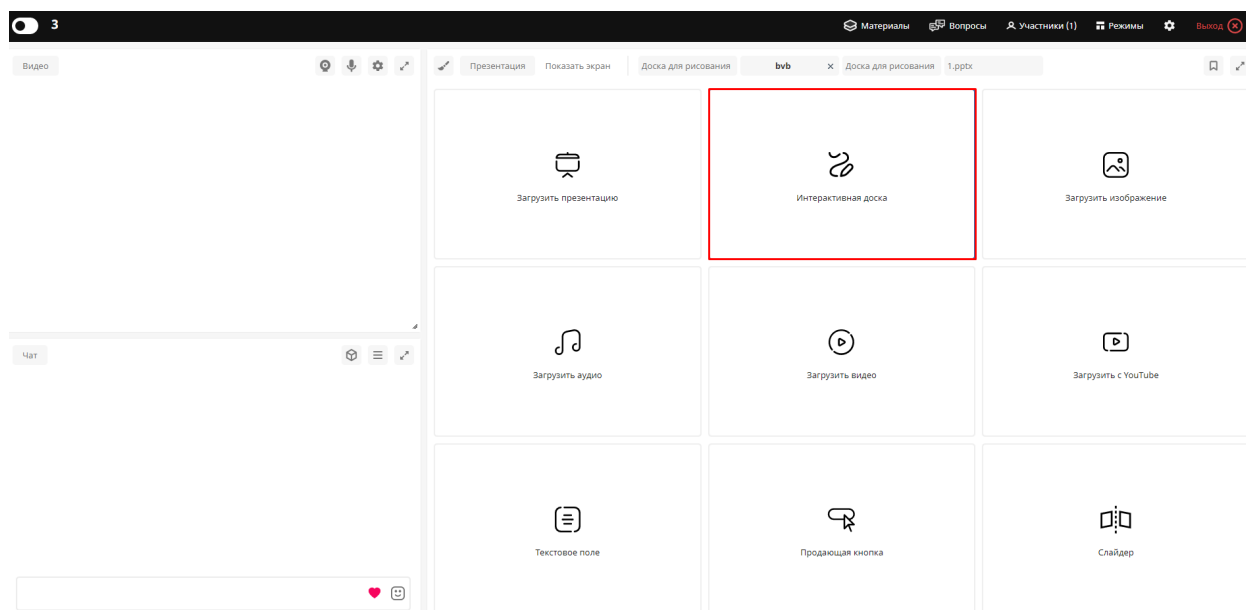 3 Материалы Вопросы Участники (1) Режимы Выход
Видео
Презентация Показать экран Доска для рисования bvb Доска для рисования 1.pptx
Загрузить презентацию Интерактивная доска Загрузить изображение
Загрузить аудио Загрузить видео Загрузить с YouTube
Чат
Текстовое поле Продающая кнопка Слайдер